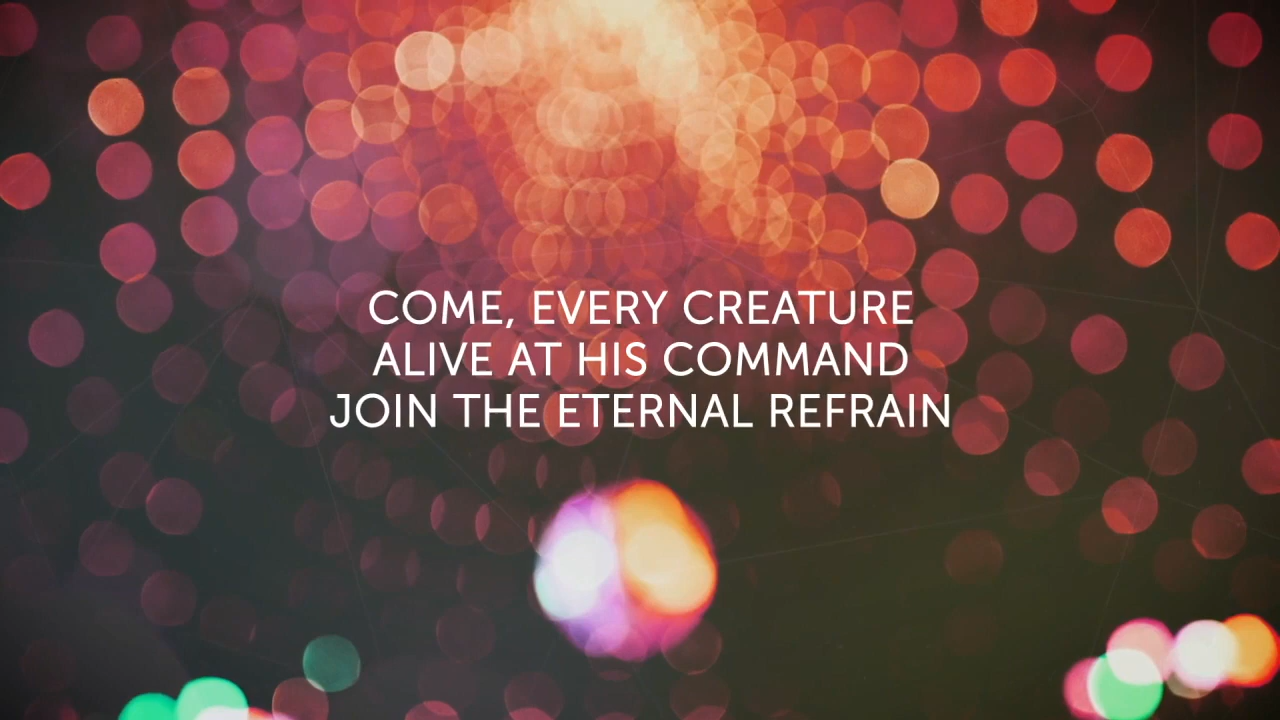 COME, EVERY CREATURE
ALIVE AT HIS COMMAND
JOIN THE ETERNAL REFRAIN